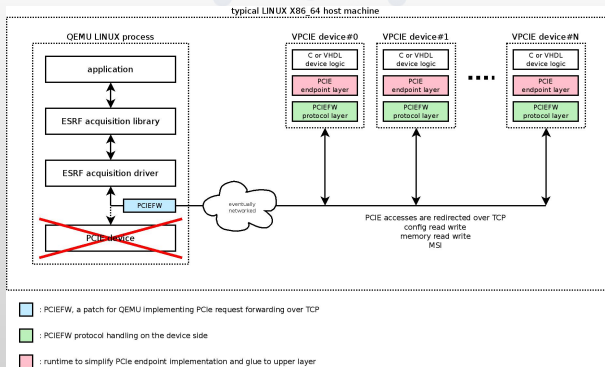 typical LINUX X86_64 host machine
QEMU LINUX process
application
ESRF acquisition library
ESRF acquisition driver
PCIEFW
PCIE device
eventually
networked
VPCIE device#0
C or VHDL
device logic
PCIE
endpoint layer
PCIEFW
protocol layer
VPCIE device#1
C or VHDL
device logic
PCIE
endpoint layer
PCIEFW
protocol layer
VPCIE device#N
C or VHDL
device logic
PCIE
endpoint layer
PCIEFW
protocol layer
PCIE accesses are redirected over TCP
config read write
memory read write
MSI
: PCIEFW, a patch for QEMU implementing PCIe request forwarding over TCP
: PCIEFW protocol handling on the device side
: runtime to simplify PCIe endpoint implementation and glue to upper layer